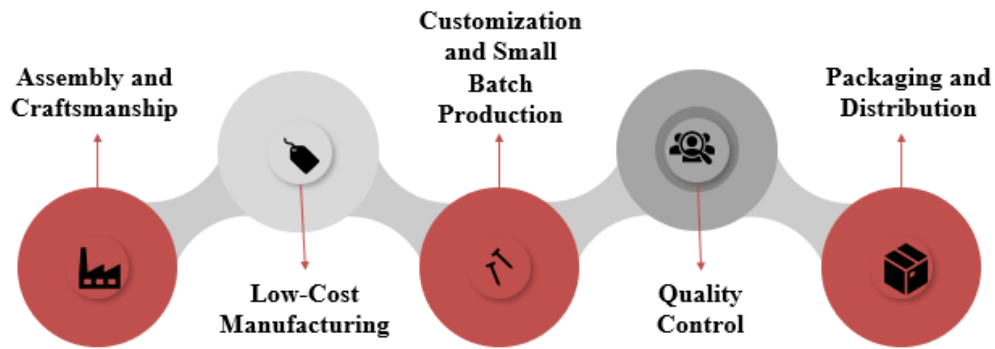 Assembly and
Craftsmanship
Low-Cost
Manufacturing
Customization
and Small
Batch
Production
Quality
Control
Packaging and
Distribution